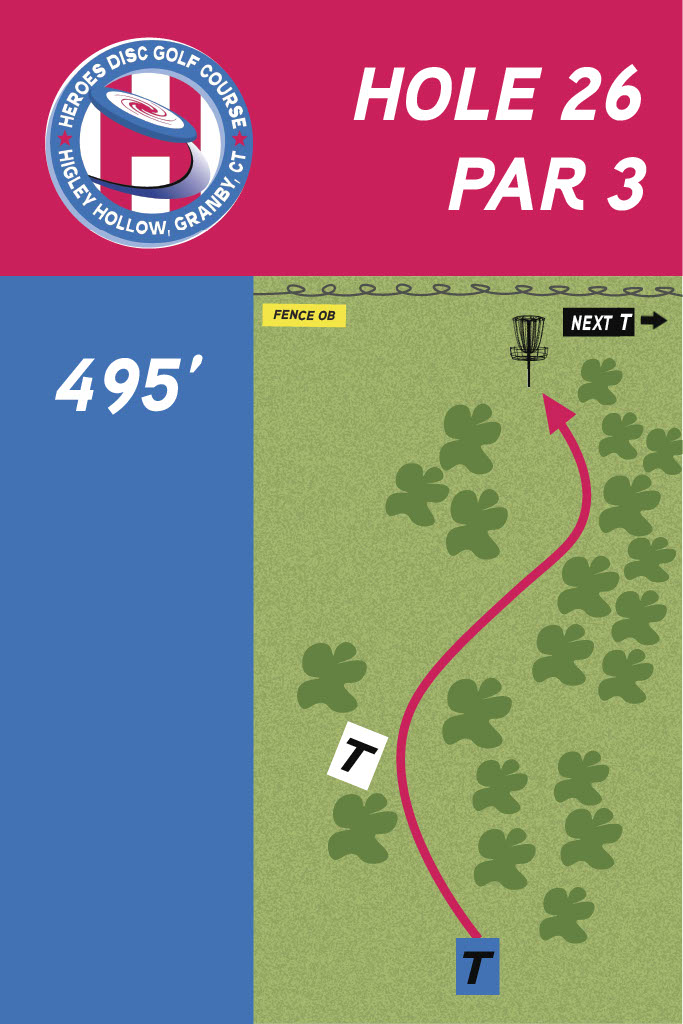 HEROES DISC GOLF COURSE
HIGLEY HOLLOW, GRANBY, CT
HOLE 26
PAR 3
495'
FENCE OB
NEXT T
T
T